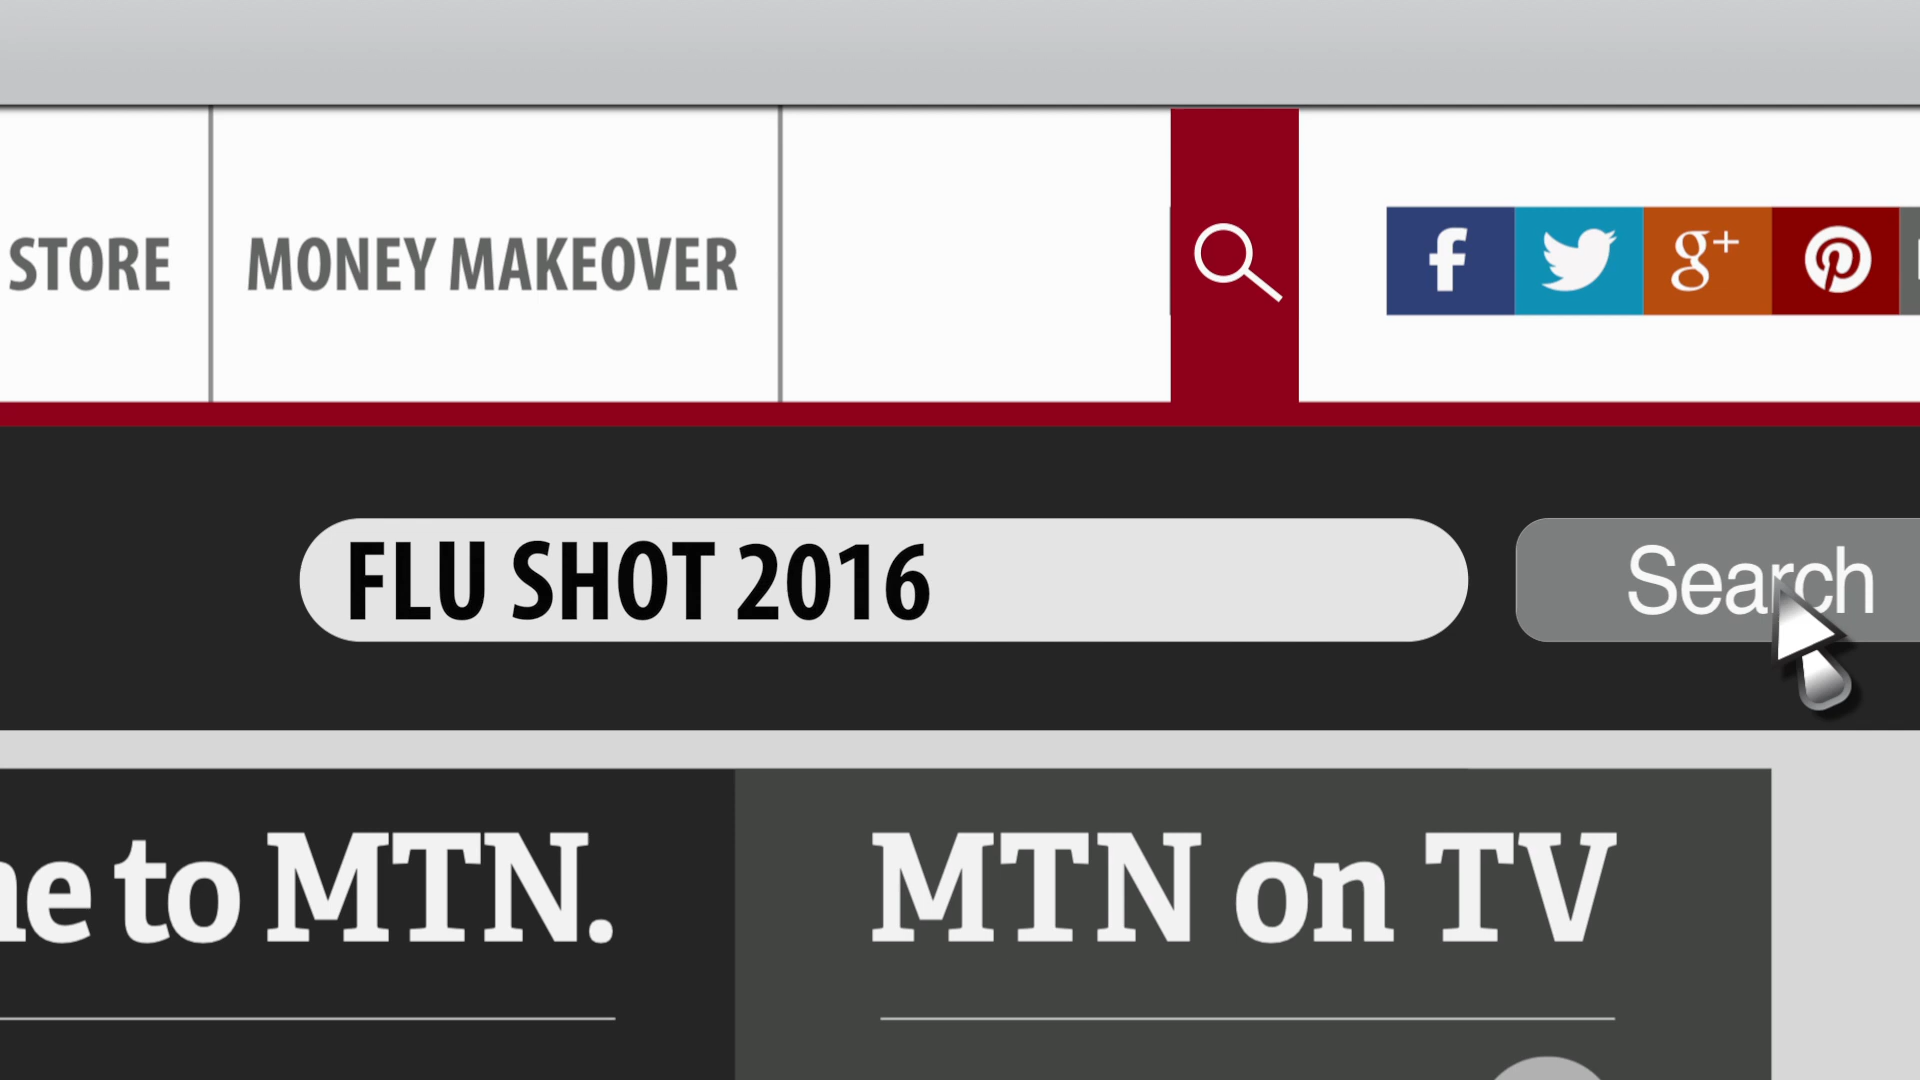 STORE
MONEY MAKEOVER
f
g+
FLU SHOT 2016
Search
to MTN.
MTN on TV